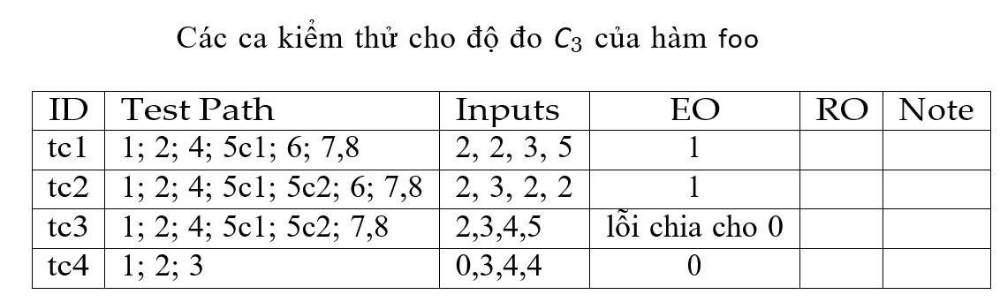 Các ca kiểm thử cho độ đo C₃ của hàm foo
ID Test Path Inputs EO RO Note
tc1 1; 2; 4; 5c1; 6; 7,8 2, 2, 3, 5 1
tc2 1; 2; 4; 5c1; 5c2; 6; 7,8 2, 3, 2, 2 1
tc3 1; 2; 4; 5c1; 5c2; 7,8 2,3,4,5 lỗi chia cho 0
tc4 1; 2; 3 0,3,4,4 0